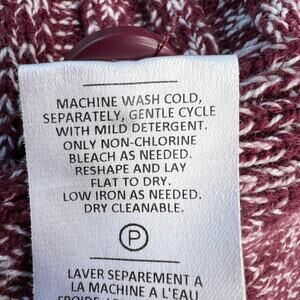 MACHINE WASH COLD,
SEPARATELY, GENTLE CYCLE
WITH MILD DETERGENT.
ONLY NON-CHLORINE
BLEACH AS NEEDED.
RESHAPE AND LAY
FLAT TO DRY.
LOW IRON AS NEEDED.
DRY CLEANABLE.
P
LAVER SEPAREMENT A
LA MACHINE A L'EAU
FROIDE